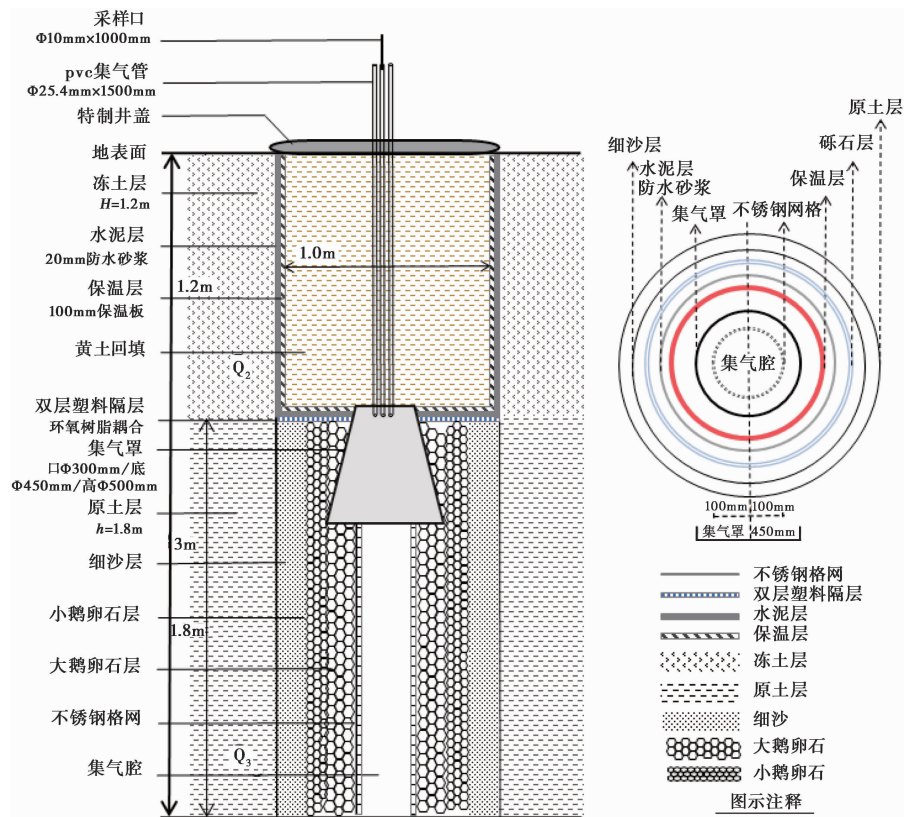 采样口
Φ10mm×1000mm
pvc集气管
Φ25.4mm×1500mm
特制井盖
地表面
冻土层
H=1.2m
水泥层
20mm防水砂浆
保温层
100mm保温板
黄土回填
双层塑料隔层
环氧树脂耦合
集气罩
口Φ300mm/底
Φ450mm/高Φ500mm
原土层
h=1.8m
细沙层
小鹅卵石层
大鹅卵石层
不锈钢格网
集气腔
1.2m
3m
1.8m
1.0m
Q2
Q3
原土层
细沙层
砾石层
水泥层
防水砂浆
保温层
集气罩
不锈钢网格
集气腔
100mm 100mm
集气罩 450mm
不锈钢格网
双层塑料隔层
水泥层
保温层
冻土层
原土层
细沙
大鹅卵石
小鹅卵石
图示注释